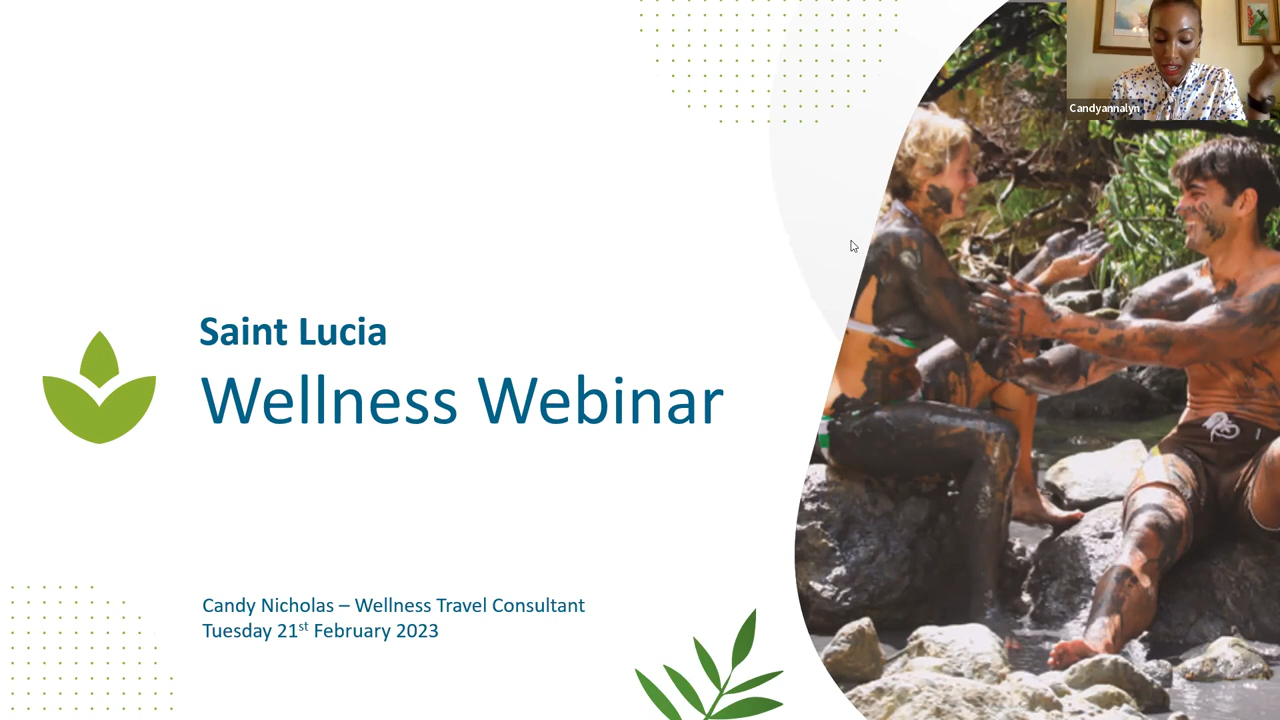 Candyannalyn
Saint Lucia
Wellness Webinar
Candy Nicholas – Wellness Travel Consultant
Tuesday 21st February 2023